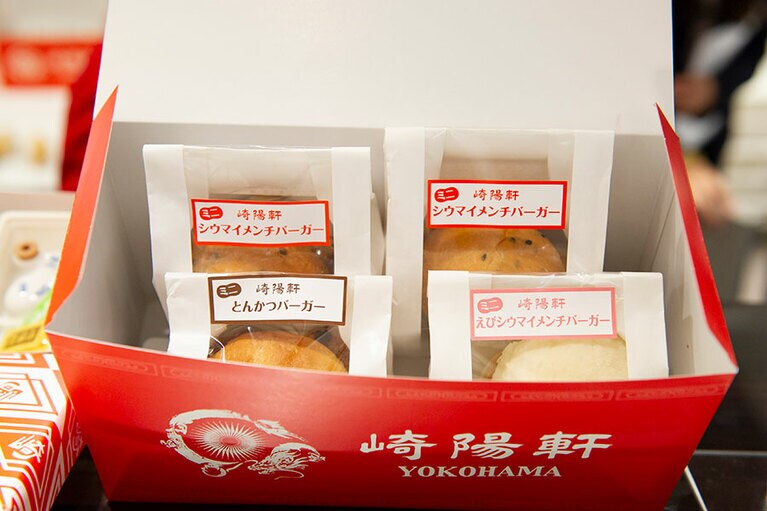 ミニ 崎陽軒
シウマイメンチバーガー
ミニ 崎陽軒
シウマイメンチバーガー
ミニ 崎陽軒
とんかつバーガー
ミニ 崎陽軒
えびシウマイメンチバーガー
崎陽軒
YOKOHAMA